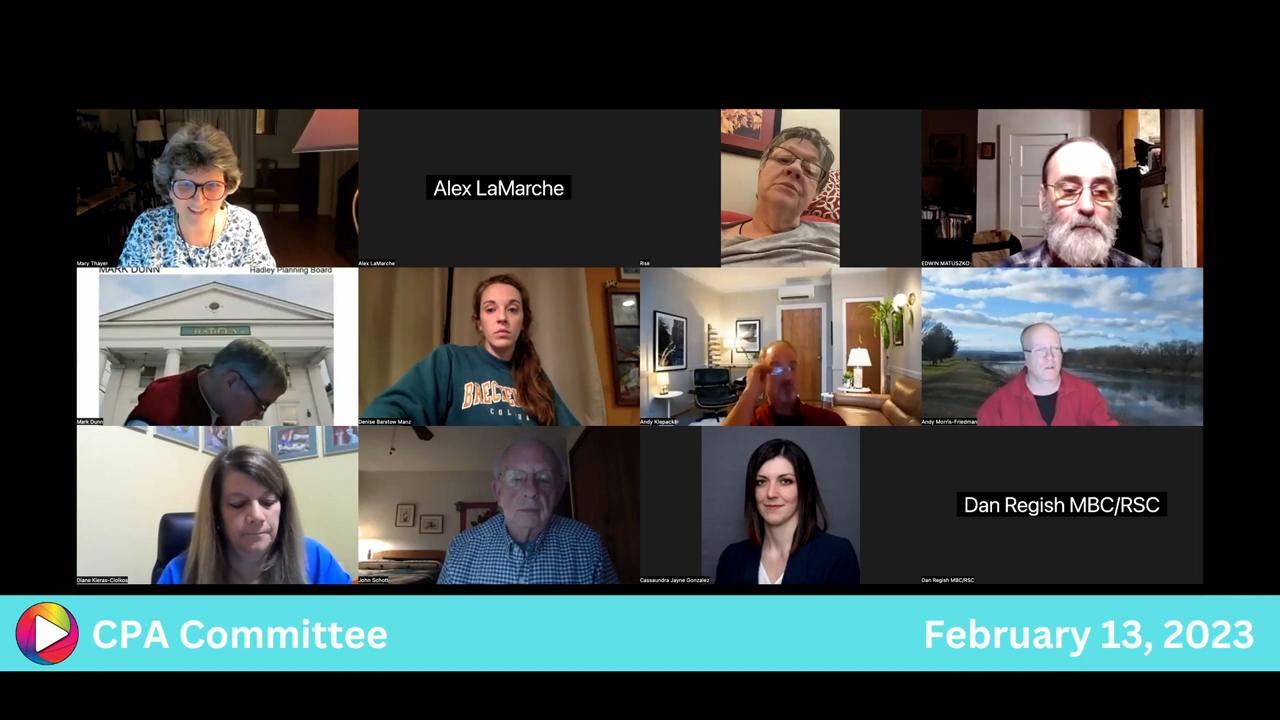 Alex LaMarche
Mary Thayer
Alex LaMarche
Risë
EDWIN MATUSZKO
MARK DUNN
Hadley Planning Board
HADLEY
Mark Dunn
Denise Barstow Manz
Andy Klepacki
Andy Morris-Friedman
Dan Regish MBC/RSC
Diane Kieras-Ciolkos
John Schott
Cassaundra Jayne Gonzalez
Dan Regish MBC/RSC
CPA Committee
February 13, 2023